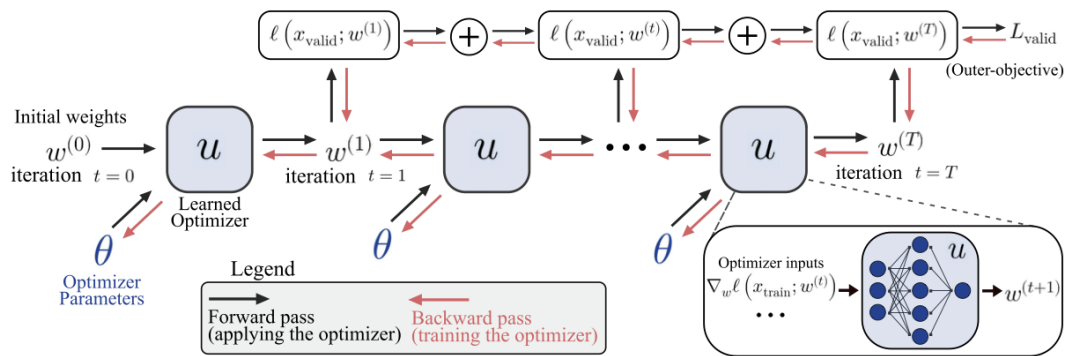 ℓ (x_valid; w^(1)) + ℓ (x_valid; w^(t)) + ℓ (x_valid; w^(T)) L_valid
(Outer-objective)
Initial weights
w^(0) u w^(1) u ••• u w^(T)
iteration t = 0 iteration t = 1 iteration t = T
Learned
Optimizer
θ θ θ
Optimizer
Parameters
Legend
Forward pass
(applying the optimizer)
Backward pass
(training the optimizer)
Optimizer inputs
∇_w ℓ (x_train; w^(t))
•••
u
w^(t+1)